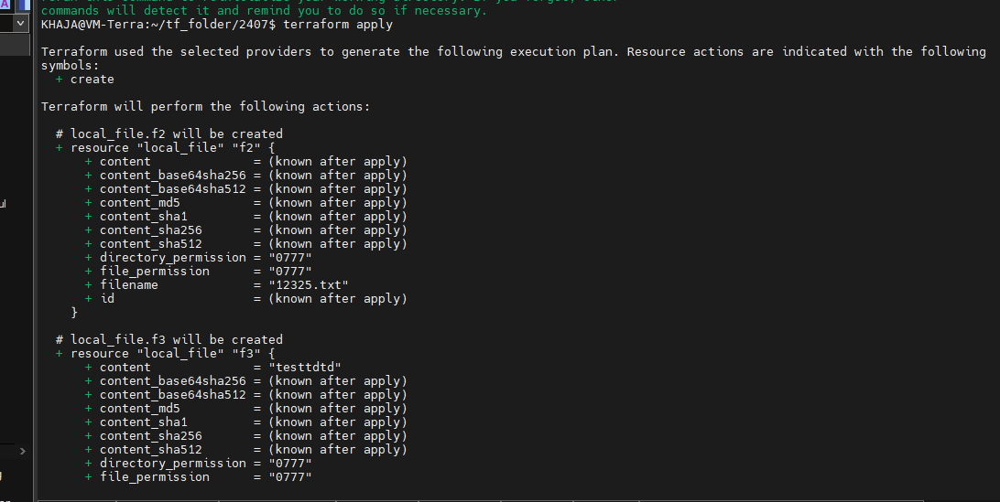 commands will detect it and remind you to do so if necessary.
KHAJA@VM-Terra:~/tf_folder/2407$ terraform apply
Terraform used the selected providers to generate the following execution plan. Resource actions are indicated with the following
symbols:
+ create
Terraform will perform the following actions:
# local_file.f2 will be created
+ resource "local_file" "f2" {
+ content = (known after apply)
+ content_base64sha256 = (known after apply)
+ content_base64sha512 = (known after apply)
+ content_md5 = (known after apply)
+ content_sha1 = (known after apply)
+ content_sha256 = (known after apply)
+ content_sha512 = (known after apply)
+ directory_permission = "0777"
+ file_permission = "0777"
+ filename = "12325.txt"
+ id = (known after apply)
}
# local_file.f3 will be created
+ resource "local_file" "f3" {
+ content = "testtdtd"
+ content_base64sha256 = (known after apply)
+ content_base64sha512 = (known after apply)
+ content_md5 = (known after apply)
+ content_sha1 = (known after apply)
+ content_sha256 = (known after apply)
+ content_sha512 = (known after apply)
+ directory_permission = "0777"
+ file_permission = "0777"